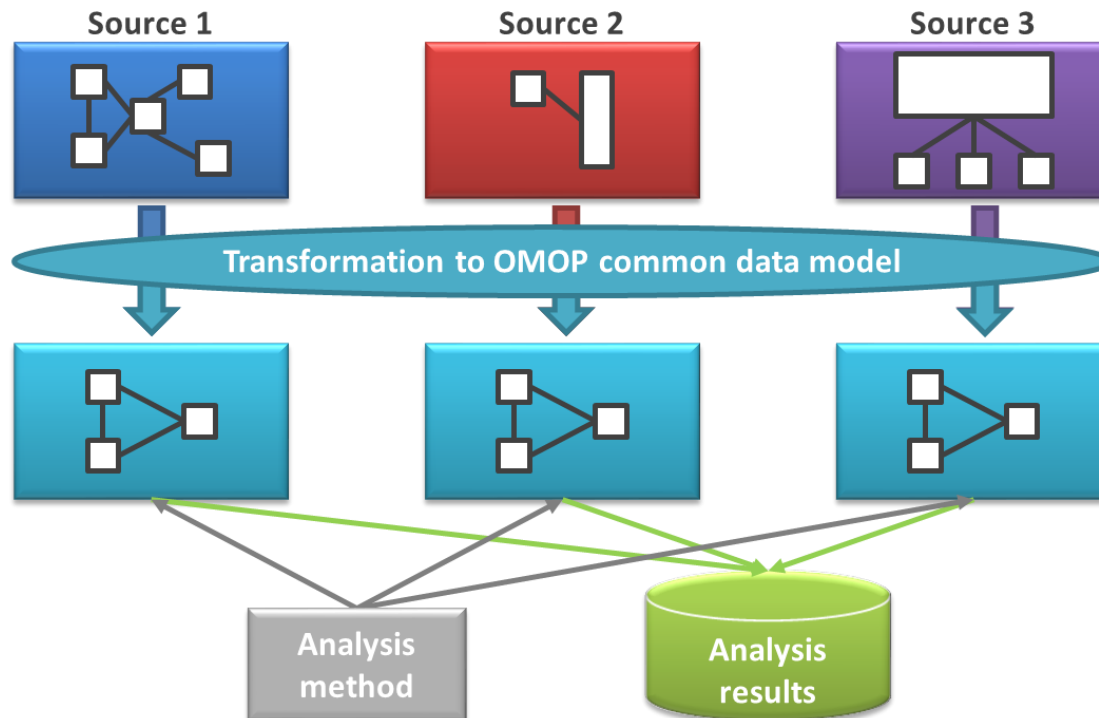 Source 1
Source 2
Source 3
Transformation to OMOP common data model
Analysis
method
Analysis
results